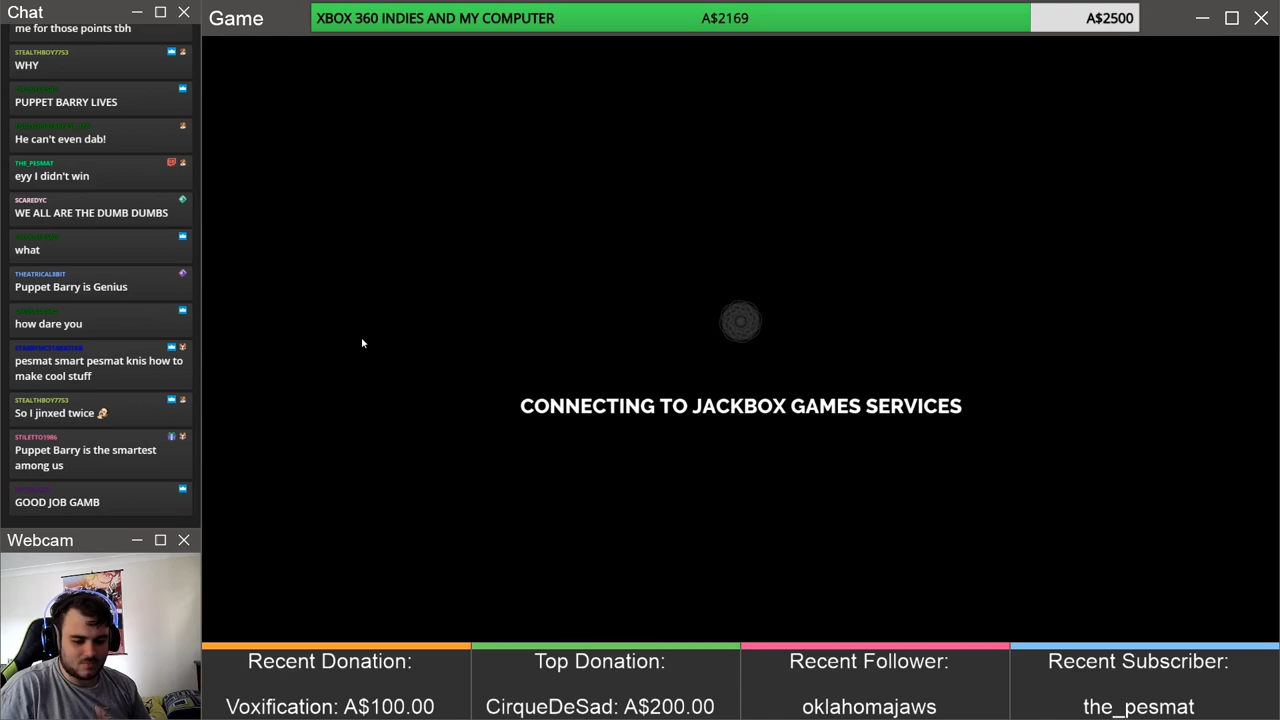 Chat
Game
XBOX 360 INDIES AND MY COMPUTER
A$2169
A$2500
me for those points tbh
STEALTHBOY7753
WHY
PUPPET BARRY LIVES
He can't even dab!
THE_PESMAT
eyy I didn't win
SCAREDYC
WE ALL ARE THE DUMB DUMBS
what
THEATRICAL8BIT
Puppet Barry is Genius
how dare you
pesmat smart pesmat knis how to
make cool stuff
STEALTHBOY7753
So I jinxed twice
STILETTO1986
Puppet Barry is the smartest
among us
GOOD JOB GAMB
CONNECTING TO JACKBOX GAMES SERVICES
Webcam
Recent Donation:
Voxification: A$100.00
Top Donation:
CirqueDeSad: A$200.00
Recent Follower:
oklahomajaws
Recent Subscriber:
the_pesmat